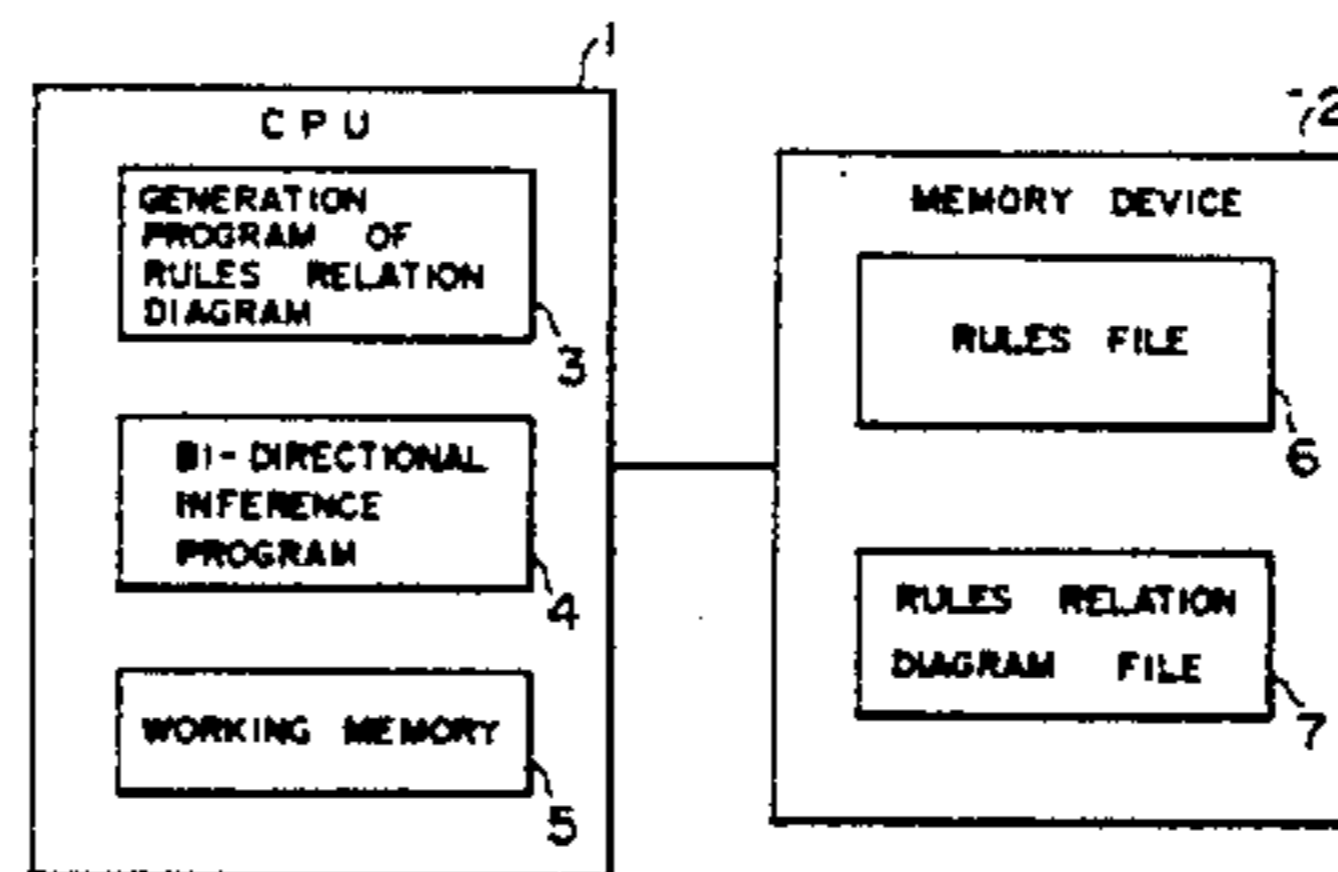 1
CPU
GENERATION
PROGRAM OF
RULES RELATION
DIAGRAM
3
BI-DIRECTIONAL
INFERENCE
PROGRAM
4
WORKING MEMORY
5
2
MEMORY DEVICE
RULES FILE
6
RULES RELATION
DIAGRAM FILE
7